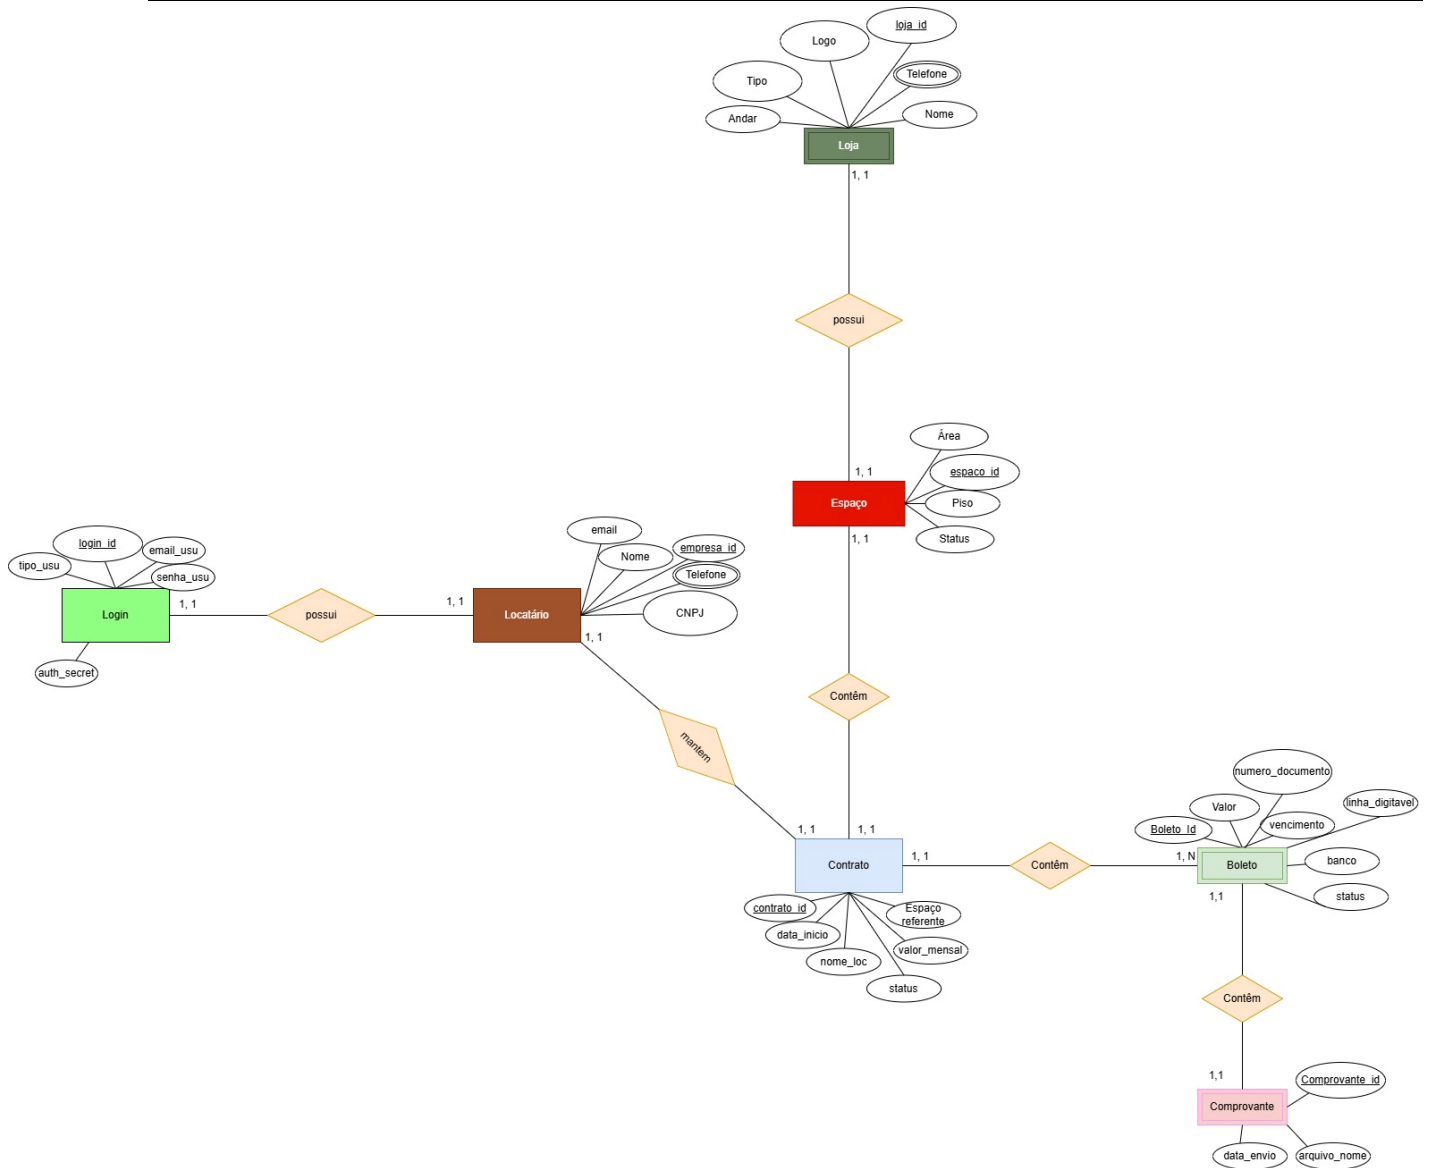 loja_id
Logo
Telefone
Tipo
Nome
Andar
Loja
1, 1
possui
Área
1, 1
espaco_id
Espaço
Piso
Status
1, 1
email
login_id
email_usu
Nome
empresa_id
tipo_usu
senha_usu
Telefone
Login
1, 1
possui
1, 1
Locatário
CNPJ
1, 1
auth_secret
Contêm
mantem
numero_documento
linha_digitavel
Valor
vencimento
Boleto_Id
1, 1
1, 1
Contrato
1, 1
Contêm
1, N
Boleto
banco
status
1,1
contrato_id
Espaço
referente
data_inicio
valor_mensal
nome_loc
status
Contêm
1,1
Comprovante_id
Comprovante
data_envio
arquivo_nome